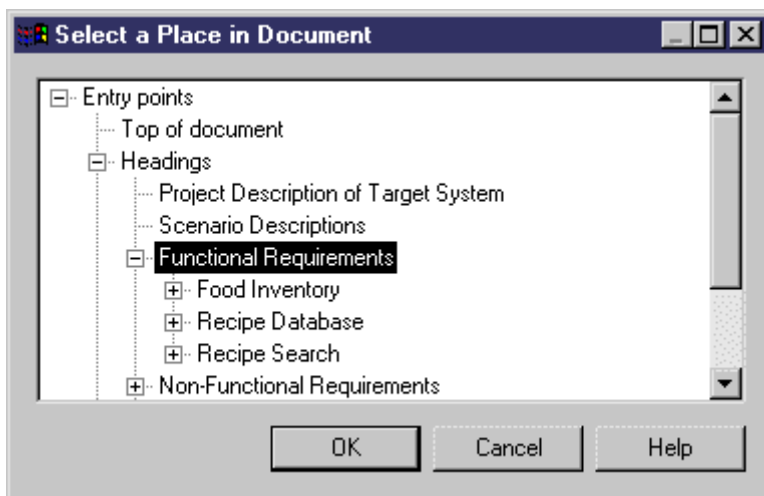 Select a Place in Document
Entry points
Top of document
Headings
Project Description of Target System
Scenario Descriptions
Functional Requirements
Food Inventory
Recipe Database
Recipe Search
Non-Functional Requirements
OK Cancel Help